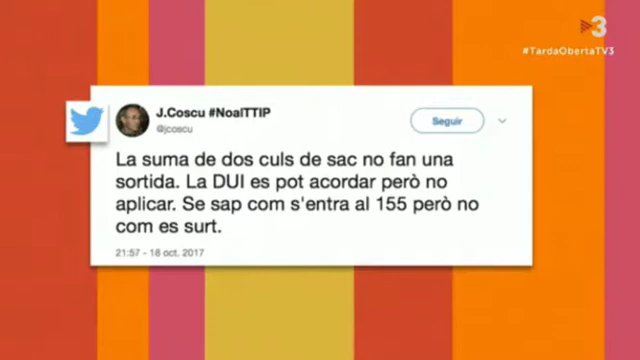 3
#TardaObertaTV3
J.Coscu #NoalTTIP
@jcoscu
Seguir
La suma de dos culs de sac no fan una
sortida. La DUI es pot acordar però no
aplicar. Se sap com s'entra al 155 però no
com es surt.
21:57 - 18 oct. 2017